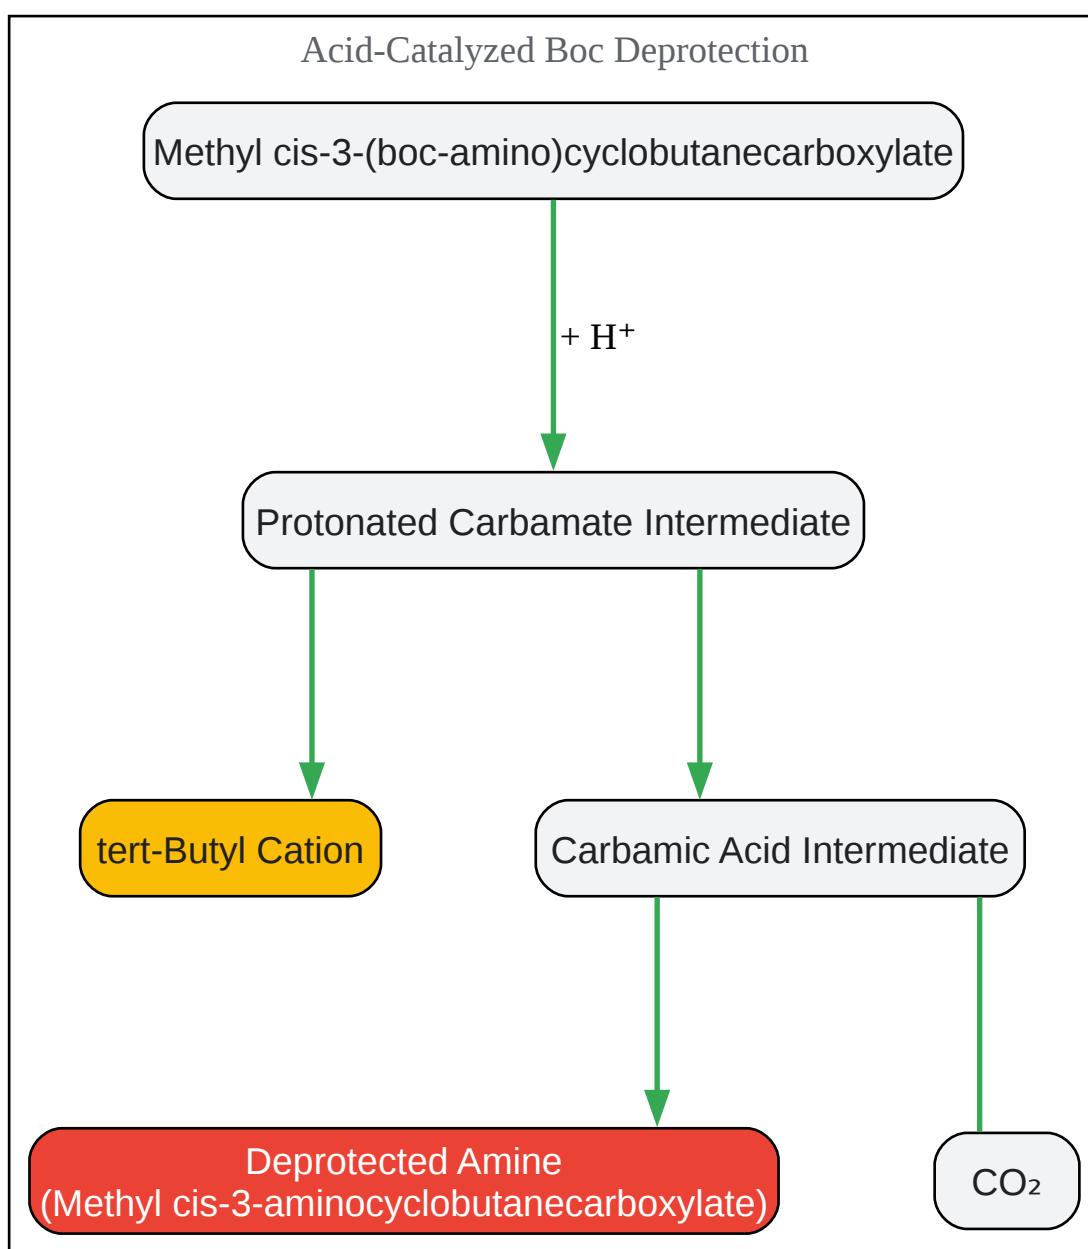 Acid-Catalyzed Boc Deprotection
Methyl cis-3-(boc-amino)cyclobutanecarboxylate
+ H⁺
Protonated Carbamate Intermediate
tert-Butyl Cation
Carbamic Acid Intermediate
Deprotected Amine
(Methyl cis-3-aminocyclobutanecarboxylate)
CO₂